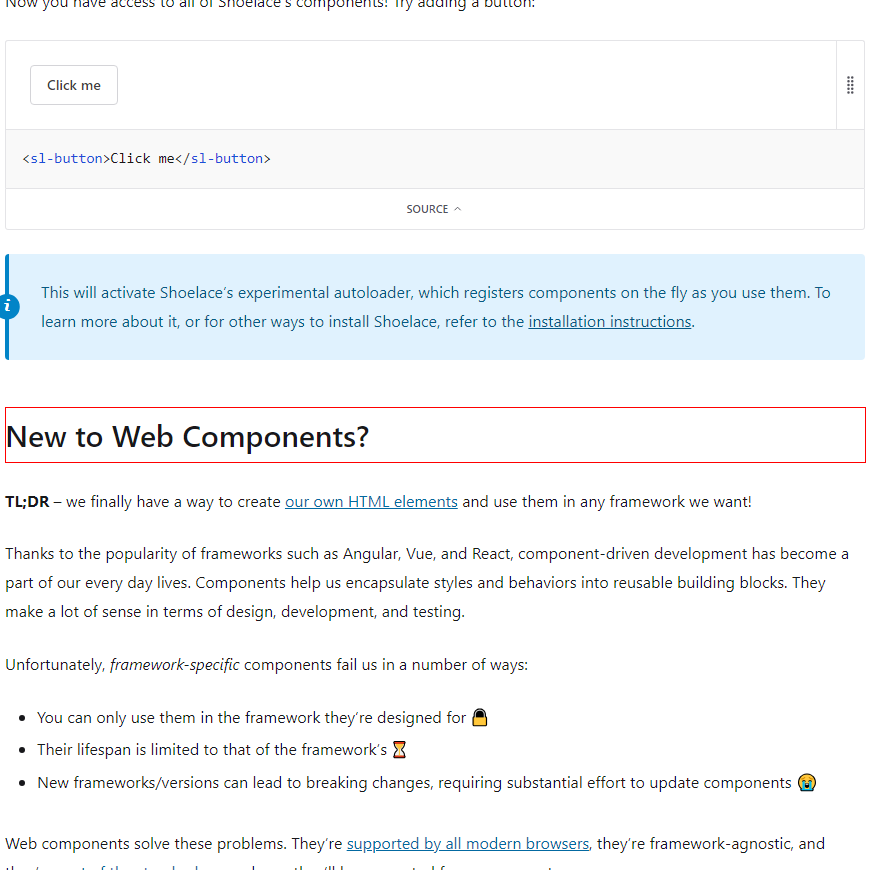 Now you have access to all of Shoelace's components! Try adding a button:
Click me
<sl-button>Click me</sl-button>
SOURCE
i
This will activate Shoelace’s experimental autoloader, which registers components on the fly as you use them. To
learn more about it, or for other ways to install Shoelace, refer to the installation instructions.
New to Web Components?
TL;DR – we finally have a way to create our own HTML elements and use them in any framework we want!
Thanks to the popularity of frameworks such as Angular, Vue, and React, component-driven development has become a
part of our every day lives. Components help us encapsulate styles and behaviors into reusable building blocks. They
make a lot of sense in terms of design, development, and testing.
Unfortunately, framework-specific components fail us in a number of ways:
You can only use them in the framework they’re designed for 🔒
Their lifespan is limited to that of the framework’s ⏳
New frameworks/versions can lead to breaking changes, requiring substantial effort to update components 😭
Web components solve these problems. They’re supported by all modern browsers, they’re framework-agnostic, and